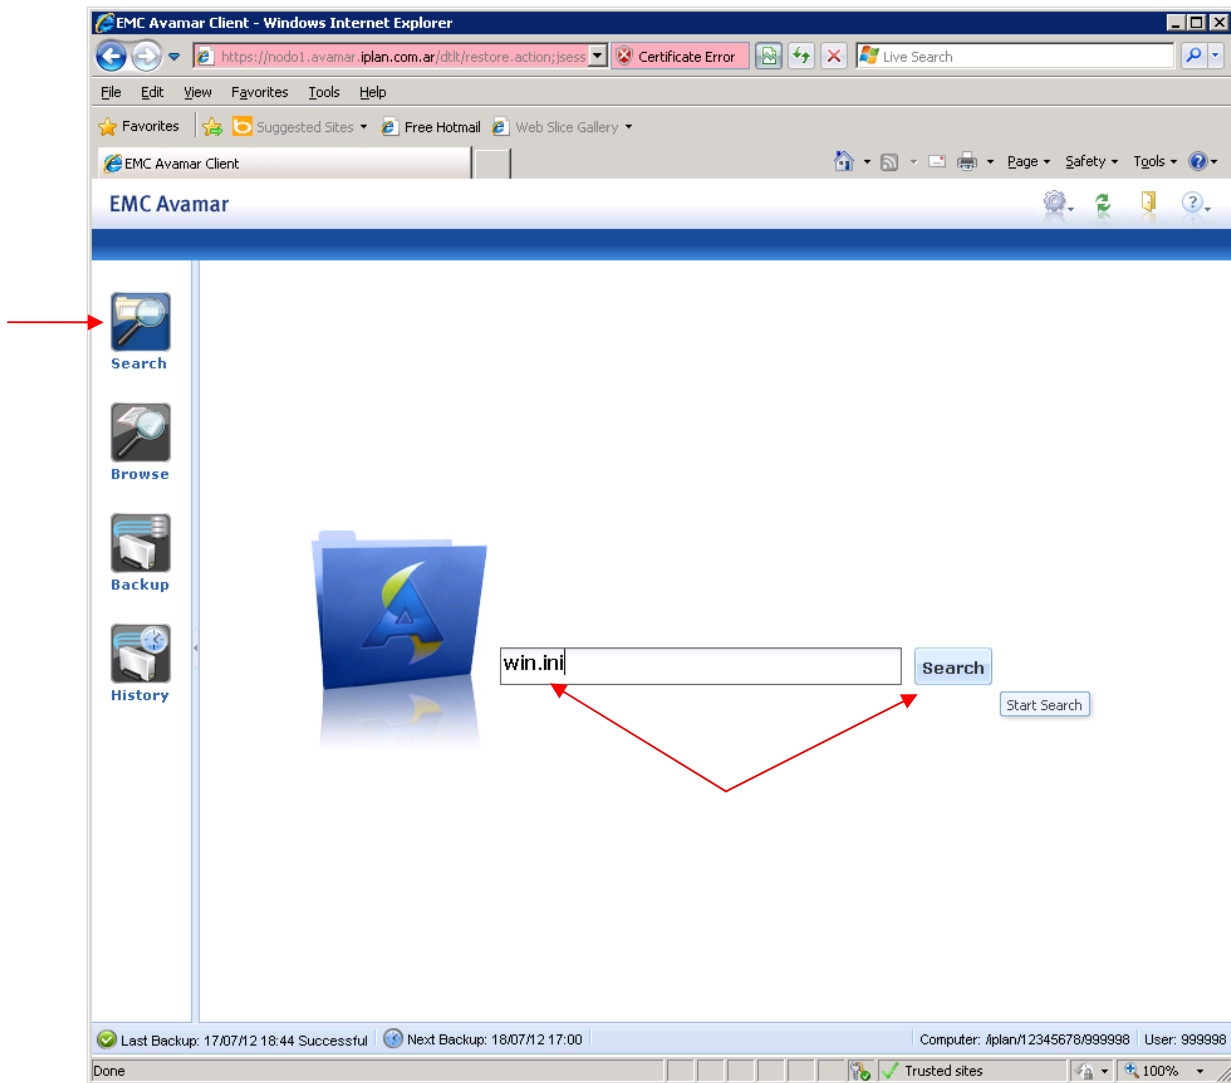 EMC Avamar Client - Windows Internet Explorer
https://nodo1.avamar.iplan.com.ar/dtlt/restore.action;jsess Certificate Error Live Search
File Edit View Favorites Tools Help
Favorites Suggested Sites Free Hotmail Web Slice Gallery
EMC Avamar Client Page Safety Tools
EMC Avamar
Search
Browse
Backup
History
win.ini Search
Start Search
Last Backup: 17/07/12 18:44 Successful Next Backup: 18/07/12 17:00 Computer: /iplan/12345678/999998 User: 999998
Done Trusted sites 100%